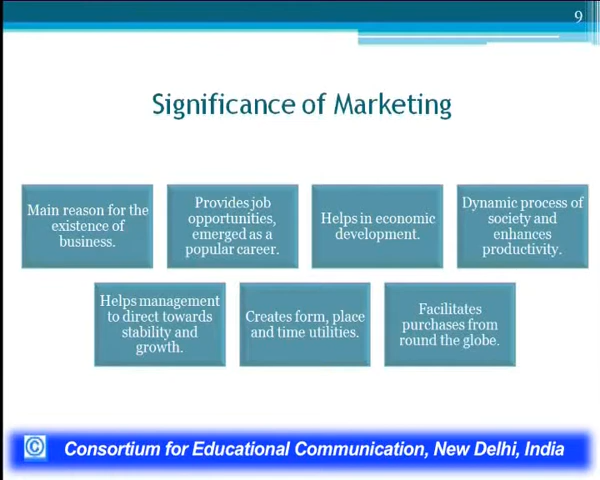 9
Significance of Marketing
Main reason for the
existence of
business.
Provides job
opportunities,
emerged as a
popular career.
Helps in economic
development.
Dynamic process of
society and
enhances
productivity.
Helps management
to direct towards
stability and
growth.
Creates form, place
and time utilities.
Facilitates
purchases from
round the globe.
© Consortium for Educational Communication, New Delhi, India